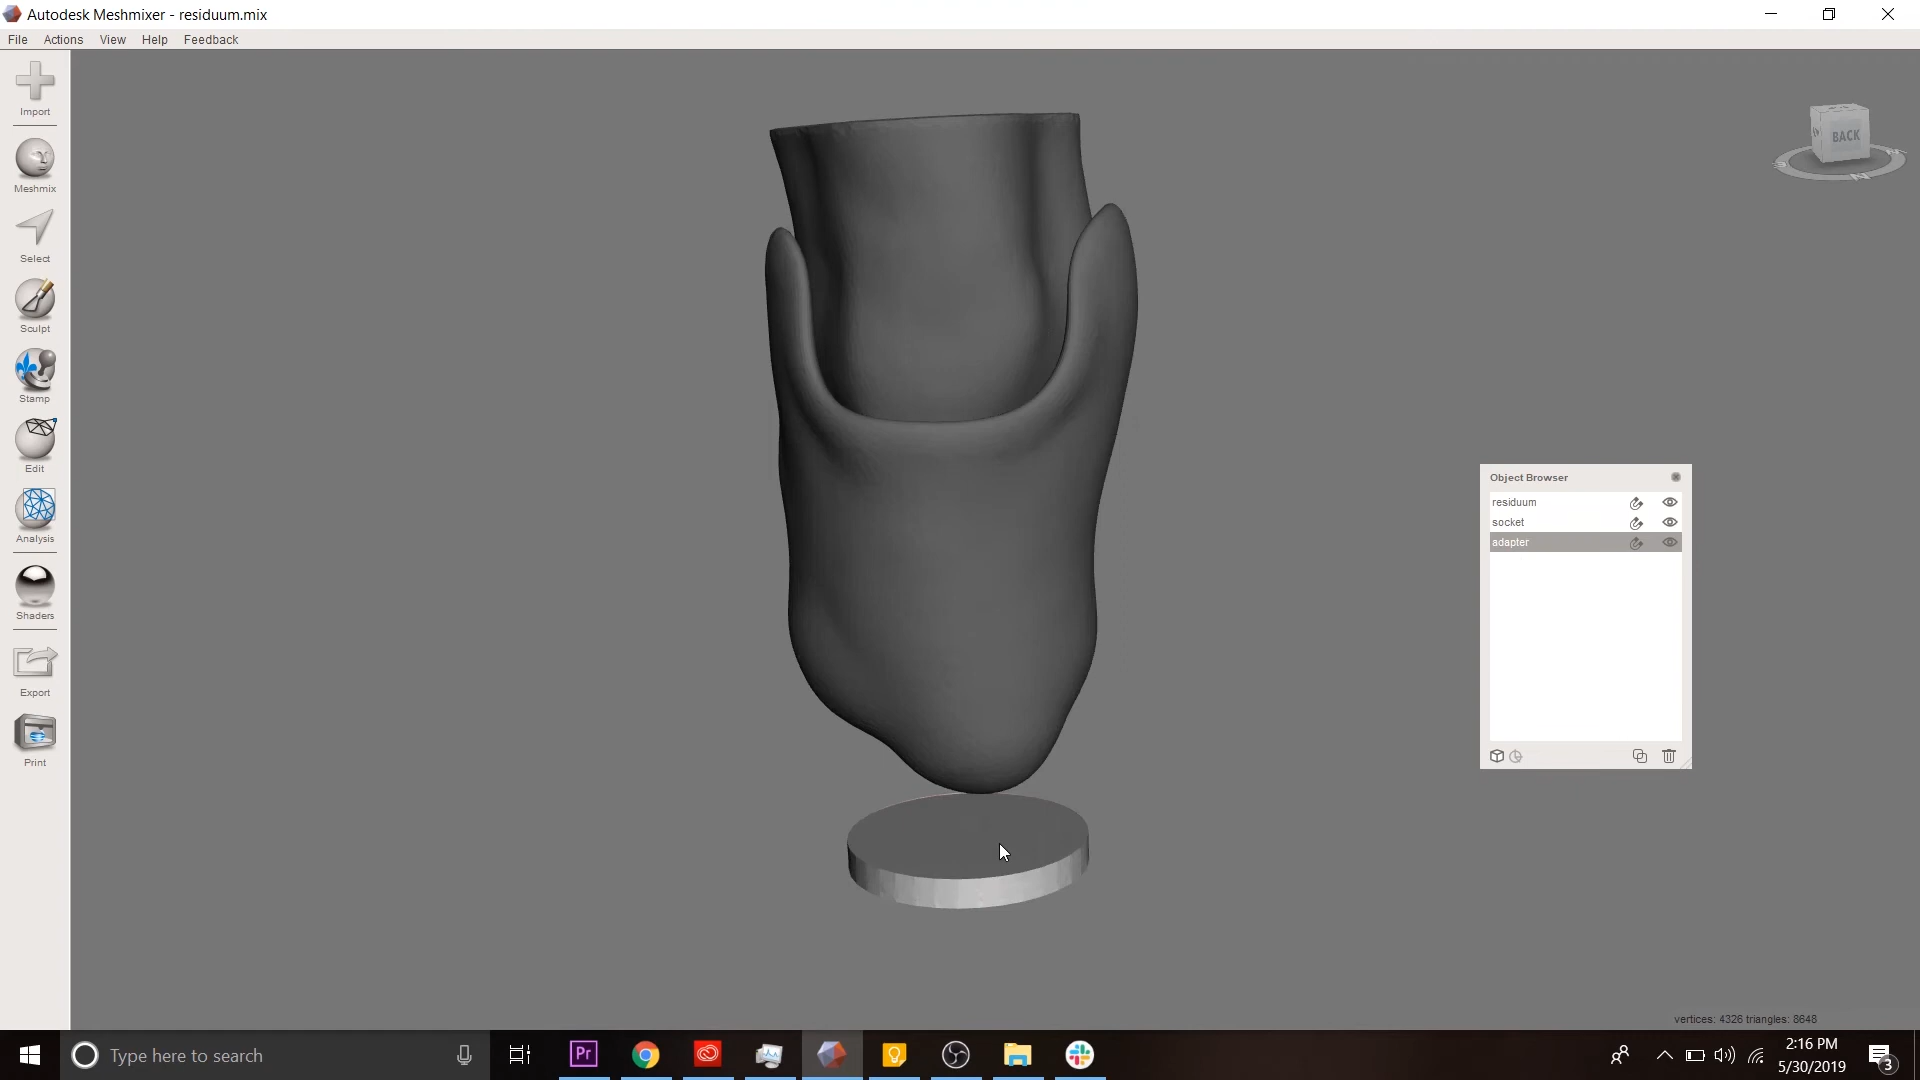 Autodesk Meshmixer - residuum.mix
File Actions View Help Feedback
Import
Meshmix
Select
Sculpt
Stamp
Edit
Analysis
Shaders
Export
Print
BACK
Object Browser
residuum
socket
adapter
vertices: 4326 triangles: 8648
Type here to search
Pr
2:16 PM
5/30/2019
3